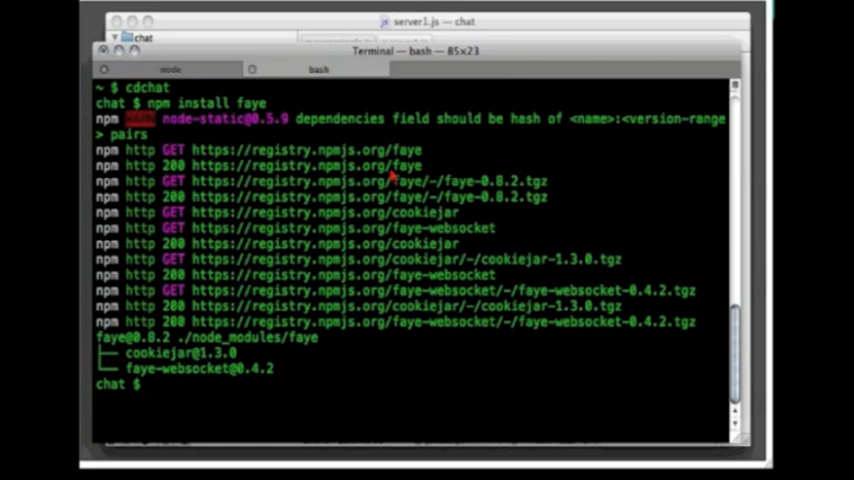 server1.js — chat
chat
Terminal — bash — 85×23
node
bash
~ $ cdchat
chat $ npm install faye
npm WARN node-static@0.5.9 dependencies field should be hash of <name>:<version-range
> pairs
npm http GET https://registry.npmjs.org/faye
npm http 200 https://registry.npmjs.org/faye
npm http GET https://registry.npmjs.org/faye/-/faye-0.8.2.tgz
npm http 200 https://registry.npmjs.org/faye/-/faye-0.8.2.tgz
npm http GET https://registry.npmjs.org/cookiejar
npm http GET https://registry.npmjs.org/faye-websocket
npm http 200 https://registry.npmjs.org/cookiejar
npm http GET https://registry.npmjs.org/cookiejar/-/cookiejar-1.3.0.tgz
npm http 200 https://registry.npmjs.org/faye-websocket
npm http GET https://registry.npmjs.org/faye-websocket/-/faye-websocket-0.4.2.tgz
npm http 200 https://registry.npmjs.org/cookiejar/-/cookiejar-1.3.0.tgz
npm http 200 https://registry.npmjs.org/faye-websocket/-/faye-websocket-0.4.2.tgz
faye@0.8.2 ./node_modules/faye
├── cookiejar@1.3.0
└── faye-websocket@0.4.2
chat $